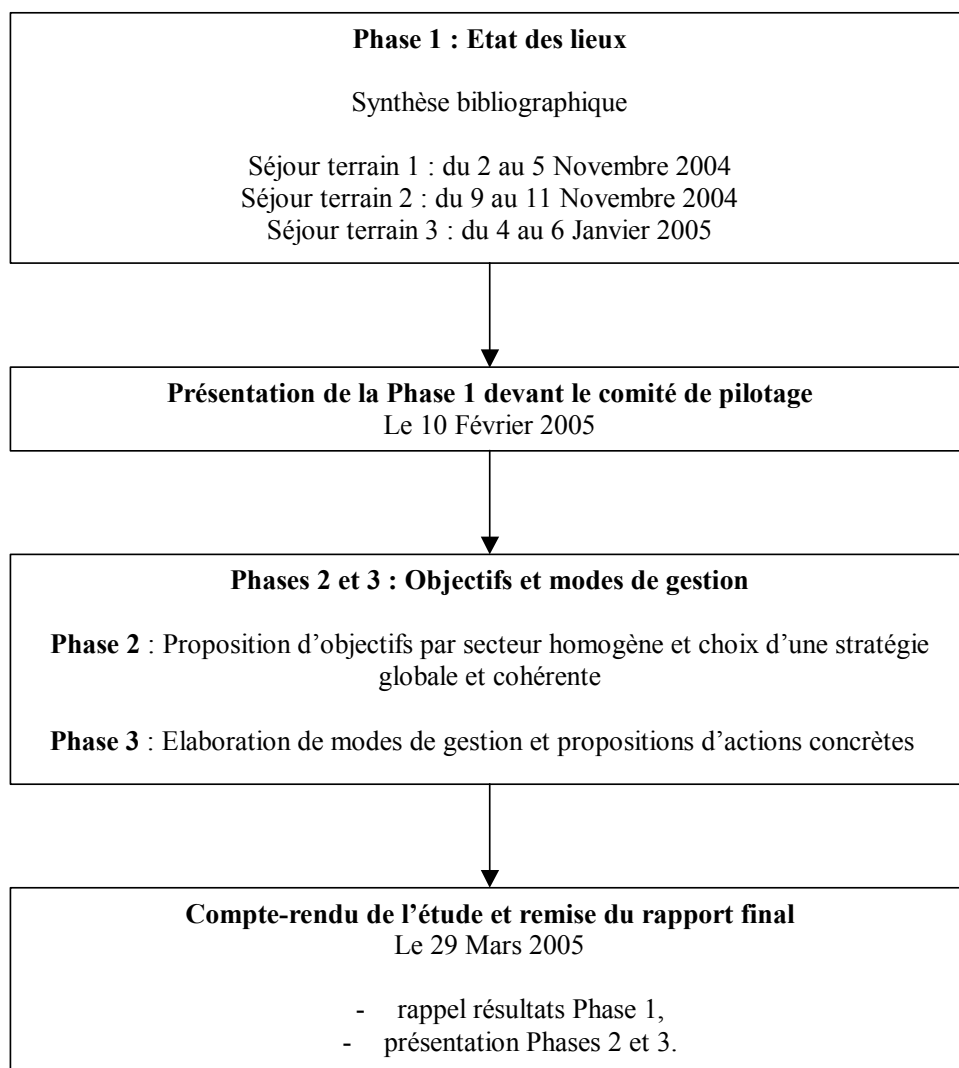 Phase 1 : Etat des lieux
Synthèse bibliographique
Séjour terrain 1 : du 2 au 5 Novembre 2004
Séjour terrain 2 : du 9 au 11 Novembre 2004
Séjour terrain 3 : du 4 au 6 Janvier 2005
Présentation de la Phase 1 devant le comité de pilotage
Le 10 Février 2005
Phases 2 et 3 : Objectifs et modes de gestion
Phase 2 : Proposition d’objectifs par secteur homogène et choix d’une stratégie
globale et cohérente
Phase 3 : Elaboration de modes de gestion et propositions d’actions concrètes
Compte-rendu de l’étude et remise du rapport final
Le 29 Mars 2005
- rappel résultats Phase 1,
- présentation Phases 2 et 3.